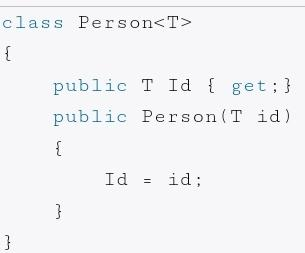 class Person<T>
{
    public T Id { get;}
    public Person(T id)
    {
        Id = id;
    }
}